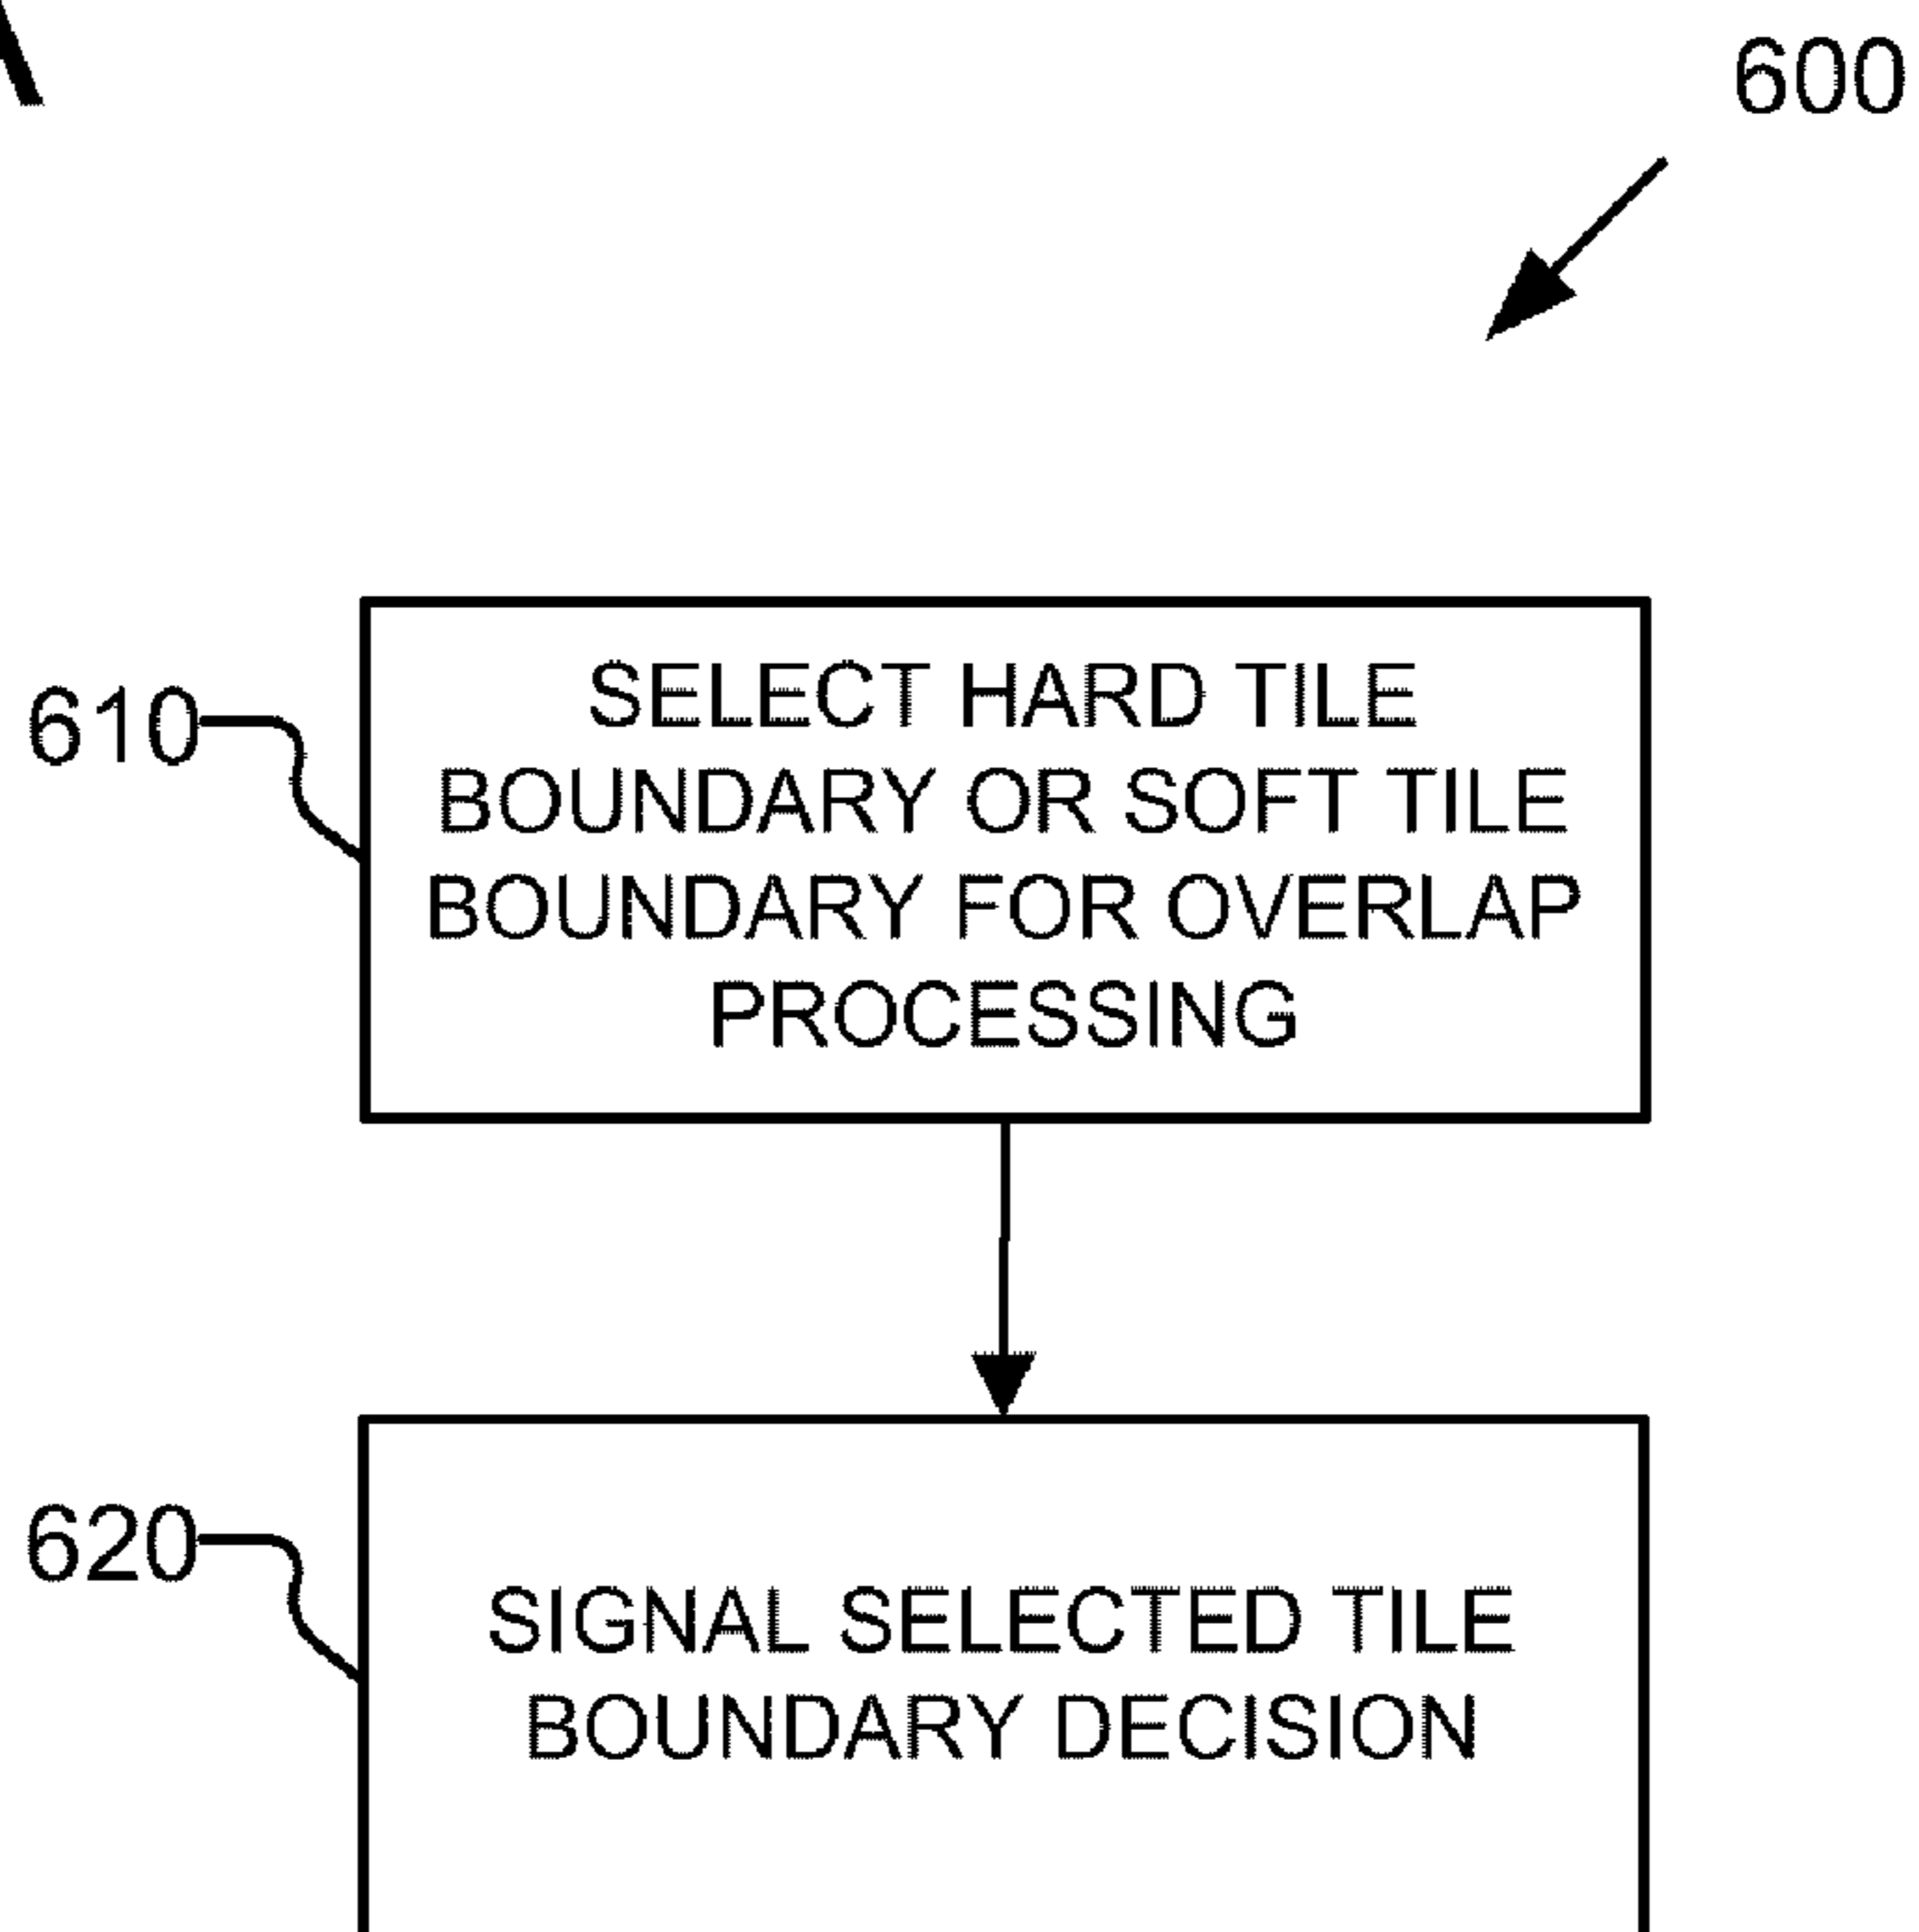 600
610
SELECT HARD TILE
BOUNDARY OR SOFT TILE
BOUNDARY FOR OVERLAP
PROCESSING
620
SIGNAL SELECTED TILE
BOUNDARY DECISION